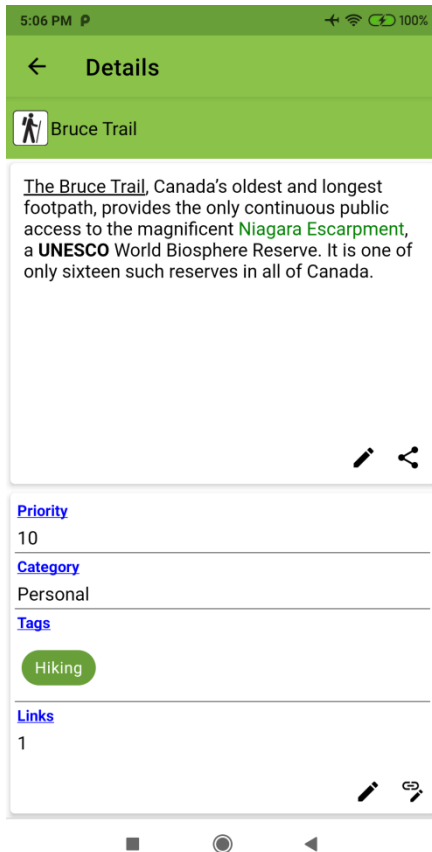 5:06 PM
100%
Details
Bruce Trail
The Bruce Trail, Canada’s oldest and longest
footpath, provides the only continuous public
access to the magnificent Niagara Escarpment,
a UNESCO World Biosphere Reserve. It is one of
only sixteen such reserves in all of Canada.
Priority
10
Category
Personal
Tags
Hiking
Links
1